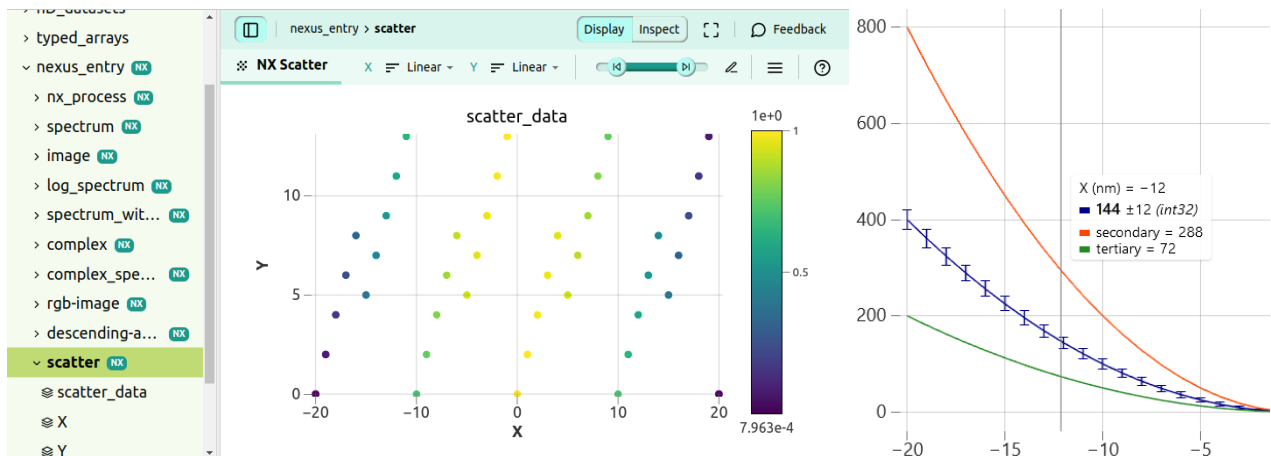 nD_datasets
typed_arrays
nexus_entry NX
nx_process NX
spectrum NX
image NX
log_spectrum NX
spectrum_wit... NX
complex NX
complex_spe... NX
rgb-image NX
descending-a... NX
scatter NX
scatter_data
X
Y
nexus_entry > scatter
Display Inspect
Feedback
NX Scatter
X Linear Y Linear
scatter_data
10
5
0
Y
−20 −10 0 10 20
X
1e+0
1
0.5
7.963e-4
800
600
400
200
0
−20 −15 −10 −5
X (nm) = −12
144 ±12 (int32)
secondary = 288
tertiary = 72